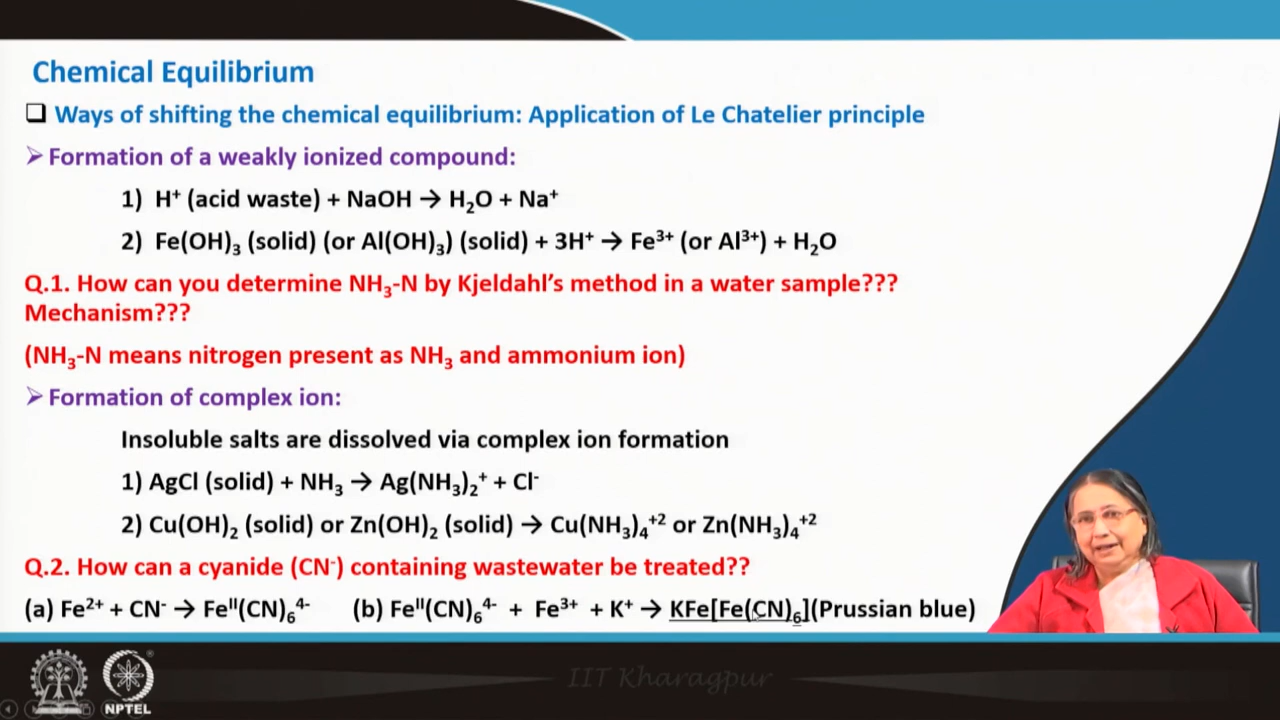 Chemical Equilibrium
❑ Ways of shifting the chemical equilibrium: Application of Le Chatelier principle
➢ Formation of a weakly ionized compound:
1) H⁺ (acid waste) + NaOH → H₂O + Na⁺
2) Fe(OH)₃ (solid) (or Al(OH)₃) (solid) + 3H⁺ → Fe³⁺ (or Al³⁺) + H₂O
Q.1. How can you determine NH₃-N by Kjeldahl's method in a water sample???
Mechanism???
(NH₃-N means nitrogen present as NH₃ and ammonium ion)
➢ Formation of complex ion:
Insoluble salts are dissolved via complex ion formation
1) AgCl (solid) + NH₃ → Ag(NH₃)₂⁺ + Cl⁻
2) Cu(OH)₂ (solid) or Zn(OH)₂ (solid) → Cu(NH₃)₄⁺² or Zn(NH₃)₄⁺²
Q.2. How can a cyanide (CN⁻) containing wastewater be treated??
(a) Fe²⁺ + CN⁻ → Feᴵᴵ(CN)₆⁴⁻ (b) Feᴵᴵ(CN)₆⁴⁻ + Fe³⁺ + K⁺ → KFe[Fe(CN)₆](Prussian blue)
IIT Kharagpur
NPTEL